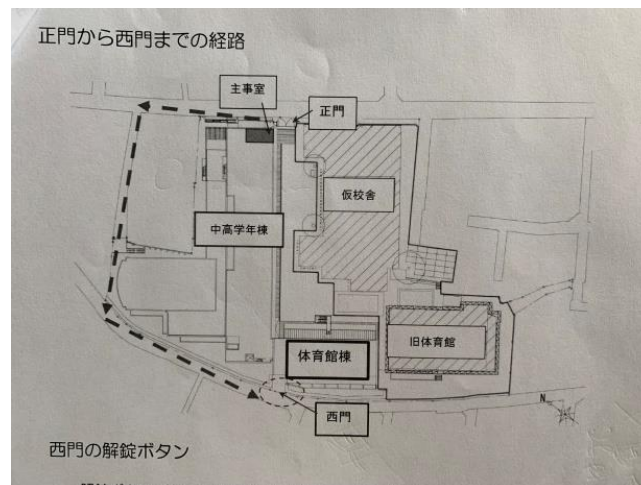 正門から西門までの経路
主事室
正門
仮校舎
中高学年棟
体育館棟
旧体育館
N
西門
西門の解錠ボタン